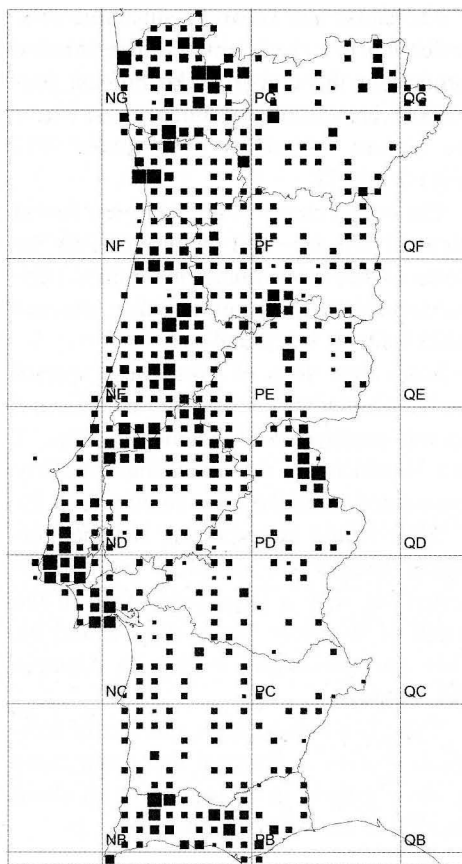 NG PG QG
NF PF QF
NE PE QE
ND PD QD
NC PC QC
NB PB QB